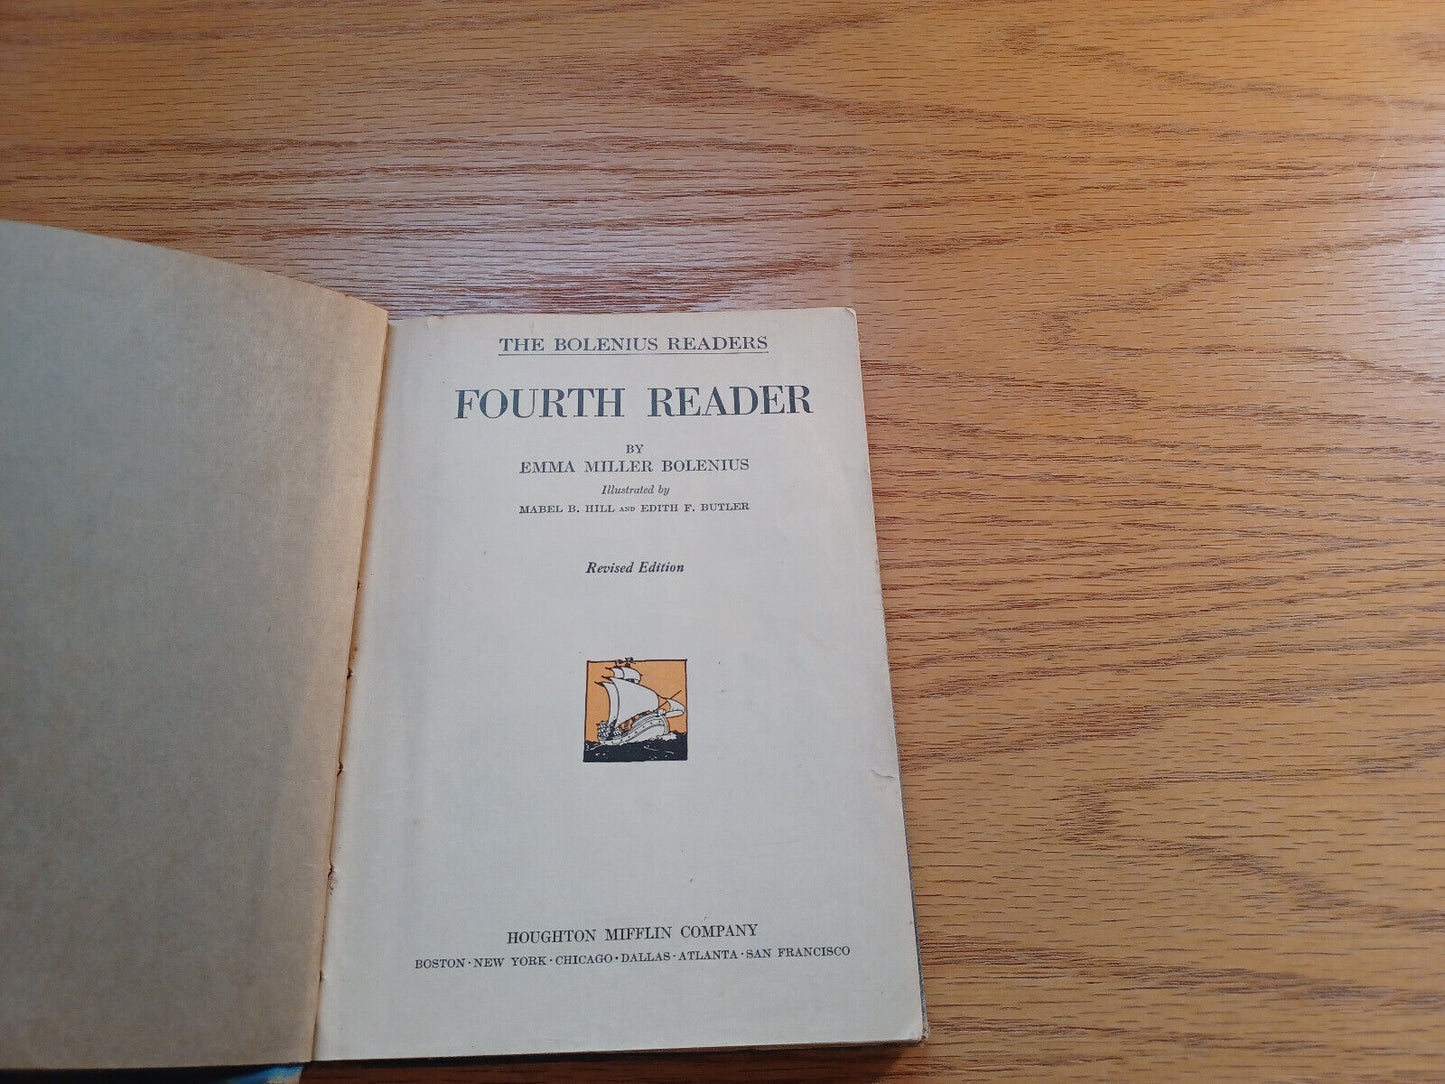 THE BOLENIUS READERS
FOURTH READER
BY
EMMA MILLER BOLENIUS
Illustrated by
MABEL B. HILL AND EDITH F. BUTLER
Revised Edition
HOUGHTON MIFFLIN COMPANY
BOSTON · NEW YORK · CHICAGO · DALLAS · ATLANTA · SAN FRANCISCO